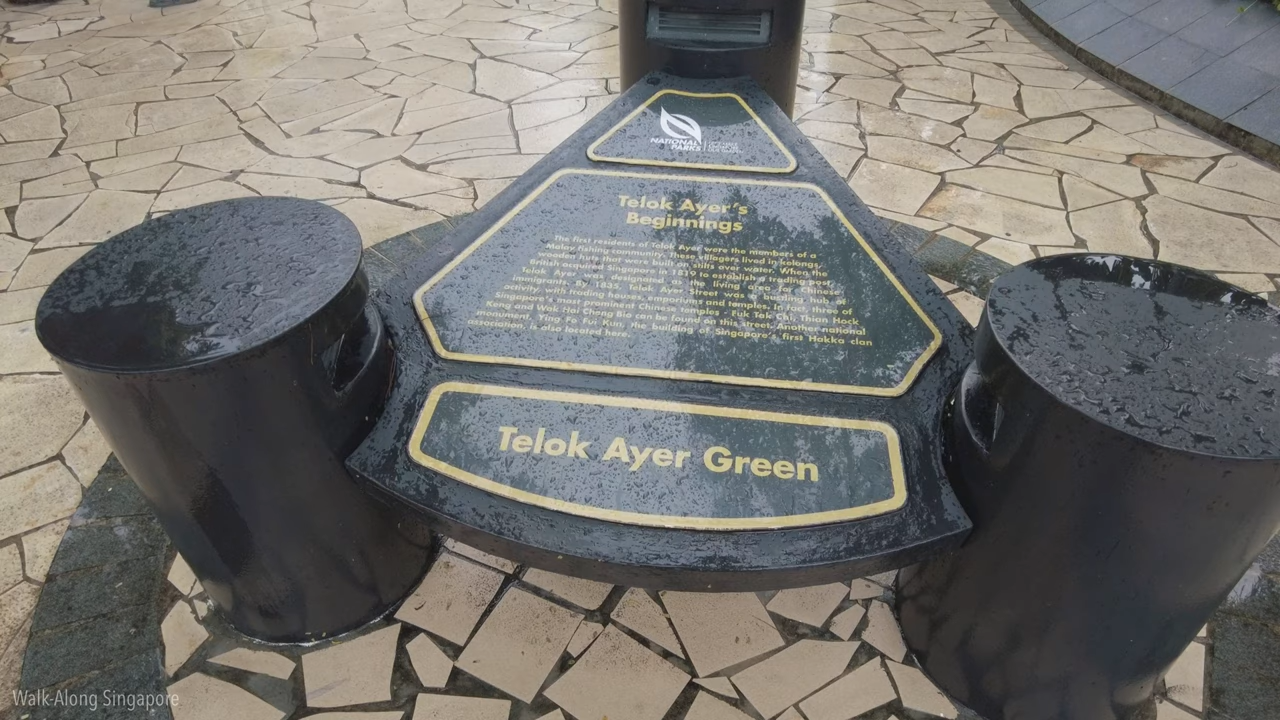 NATIONAL
PARKS
Telok Ayer's
Beginnings
The first residents of Telok Ayer were the members of a
Malay fishing community. These villagers lived in kelongs,
wooden huts that were built on stilts over water. When the
British acquired Singapore in 1819 to establish a trading post,
Telok Ayer was designated as the living area for Chinese
immigrants. By 1835, Telok Ayer Street was a bustling hub of
activity with trading houses, emporiums and temples. In fact, three of
Singapore's most prominent Chinese temples - Fuk Tak Chi, Thian Hock
Keng and Wak Hai Cheng Bio can be found on this street. Another national
monument, Ying Fo Fui Kun, the building of Singapore's first Hakka clan
association, is also located here.
Telok Ayer Green
Walk-Along Singapore